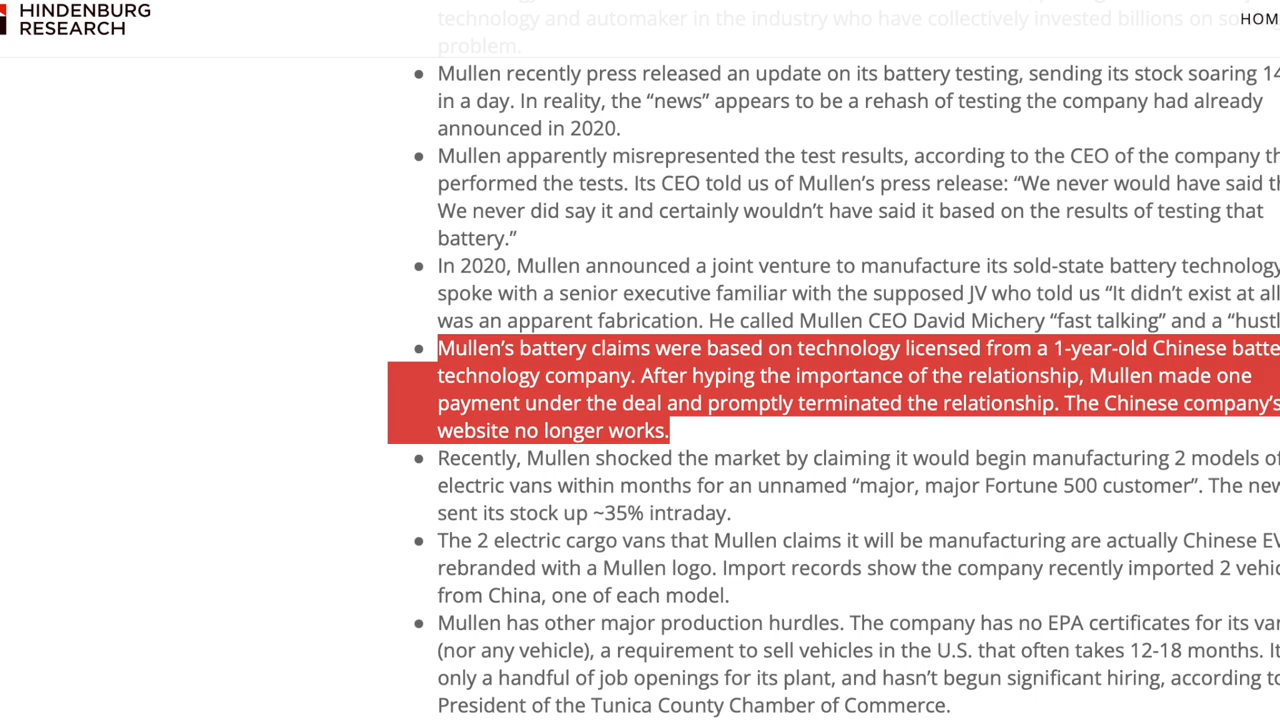 HINDENBURG
RESEARCH
HOM
technology and automaker in the industry who have collectively invested billions on
problem.
Mullen recently press released an update on its battery testing, sending its stock soaring 14
in a day. In reality, the “news” appears to be a rehash of testing the company had already
announced in 2020.
Mullen apparently misrepresented the test results, according to the CEO of the company th
performed the tests. Its CEO told us of Mullen’s press release: “We never would have said th
We never did say it and certainly wouldn’t have said it based on the results of testing that
battery.”
In 2020, Mullen announced a joint venture to manufacture its sold-state battery technology
spoke with a senior executive familiar with the supposed JV who told us “It didn’t exist at all
was an apparent fabrication. He called Mullen CEO David Michery “fast talking” and a “hustl
Mullen’s battery claims were based on technology licensed from a 1-year-old Chinese batte
technology company. After hyping the importance of the relationship, Mullen made one
payment under the deal and promptly terminated the relationship. The Chinese company’s
website no longer works.
Recently, Mullen shocked the market by claiming it would begin manufacturing 2 models of
electric vans within months for an unnamed “major, major Fortune 500 customer”. The new
sent its stock up ~35% intraday.
The 2 electric cargo vans that Mullen claims it will be manufacturing are actually Chinese EV
rebranded with a Mullen logo. Import records show the company recently imported 2 vehic
from China, one of each model.
Mullen has other major production hurdles. The company has no EPA certificates for its van
(nor any vehicle), a requirement to sell vehicles in the U.S. that often takes 12-18 months. It
only a handful of job openings for its plant, and hasn’t begun significant hiring, according to
President of the Tunica County Chamber of Commerce.